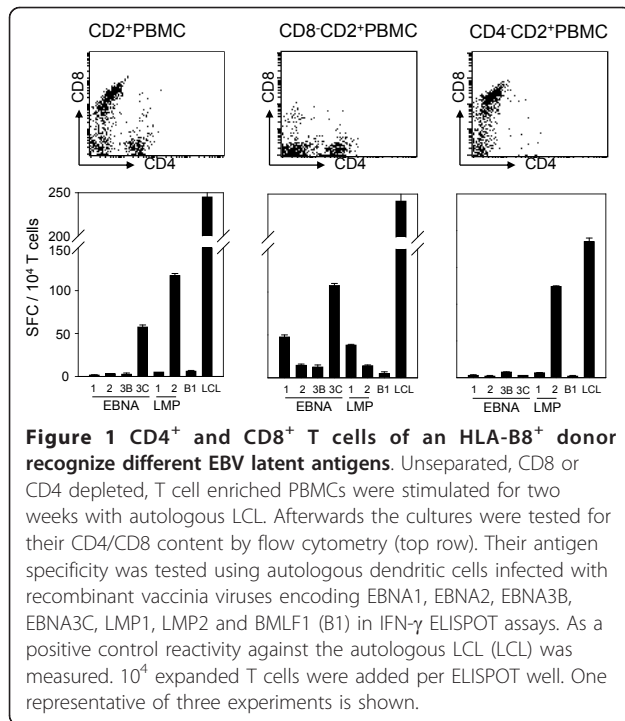 CD2⁺PBMC CD8⁻CD2⁺PBMC CD4⁻CD2⁺PBMC
CD8 CD8 CD8
CD4 CD4 CD4
250
200
150
100
50
0
SFC / 10⁴ T cells
1 2 3B 3C 1 2 B1 LCL 1 2 3B 3C 1 2 B1 LCL 1 2 3B 3C 1 2 B1 LCL
EBNA LMP EBNA LMP EBNA LMP
Figure 1 CD4⁺ and CD8⁺ T cells of an HLA-B8⁺ donor
recognize different EBV latent antigens. Unseparated, CD8 or
CD4 depleted, T cell enriched PBMCs were stimulated for two
weeks with autologous LCL. Afterwards the cultures were tested for
their CD4/CD8 content by flow cytometry (top row). Their antigen
specificity was tested using autologous dendritic cells infected with
recombinant vaccinia viruses encoding EBNA1, EBNA2, EBNA3B,
EBNA3C, LMP1, LMP2 and BMLF1 (B1) in IFN-γ ELISPOT assays. As a
positive control reactivity against the autologous LCL (LCL) was
measured. 10⁴ expanded T cells were added per ELISPOT well. One
representative of three experiments is shown.